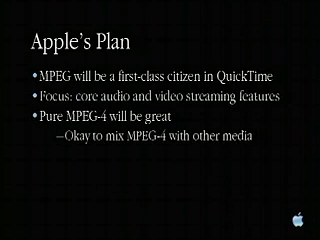 Apple's Plan
• MPEG will be a first-class citizen in QuickTime
• Focus: core audio and video streaming features
• Pure MPEG-4 will be great
–Okay to mix MPEG-4 with other media